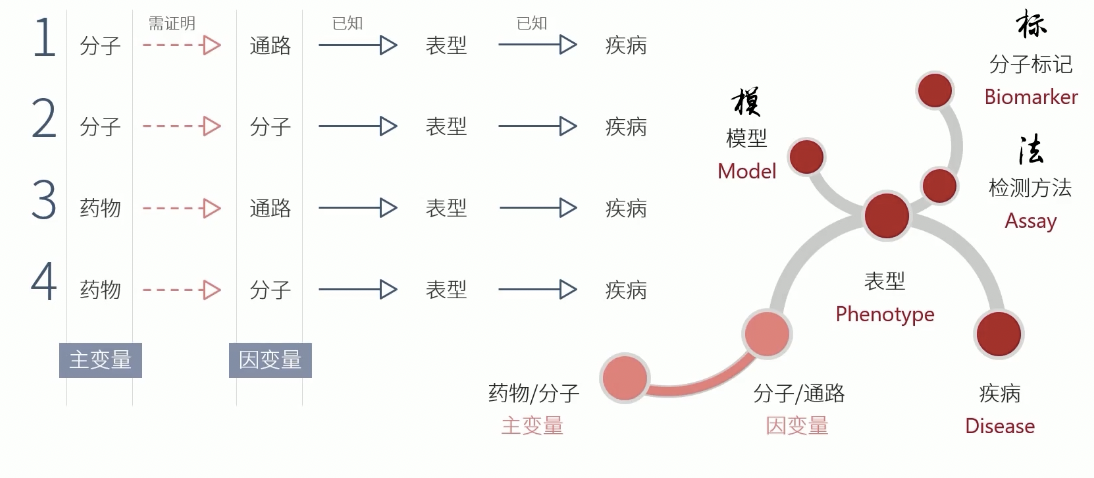 需证明 已知 已知
1 分子 通路 表型 疾病
2 分子 分子 表型 疾病
3 药物 通路 表型 疾病
4 药物 分子 表型 疾病
主变量 因变量
标
分子标记
Biomarker
模
模型
Model
法
检测方法
Assay
表型
Phenotype
药物/分子
主变量
分子/通路
因变量
疾病
Disease